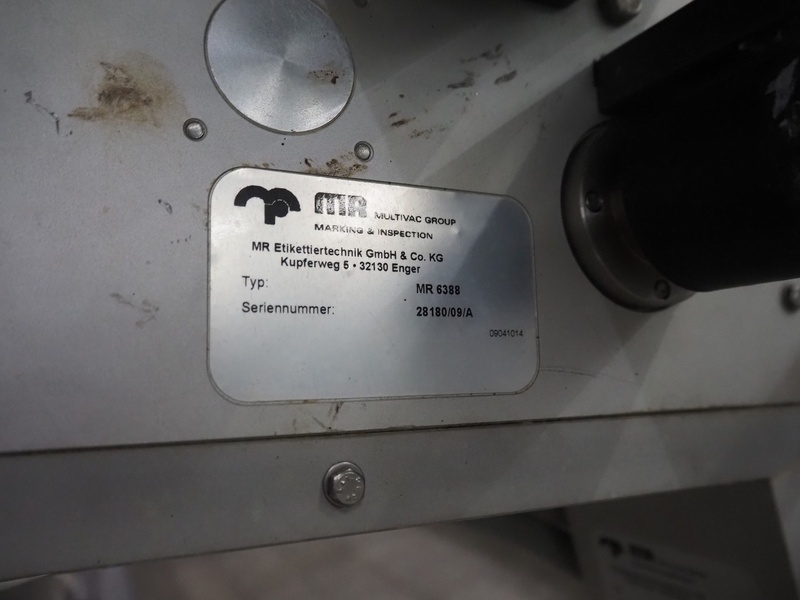 MR MULTIVAC GROUP
MARKING & INSPECTION
MR Etikettiertechnik GmbH & Co. KG
Kupferweg 5 • 32130 Enger
Typ: MR 6388
Seriennummer: 28180/09/A
09041014
MR